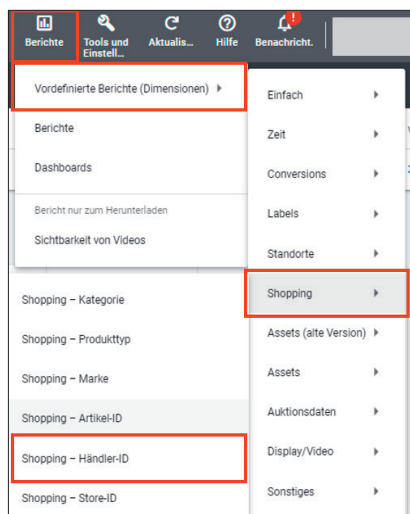 Berichte
Tools und
Einstell...
Aktualis...
Hilfe
Benachricht.
!
Vordefinierte Berichte (Dimensionen)
Berichte
Dashboards
Bericht nur zum Herunterladen
Sichtbarkeit von Videos
Einfach
Zeit
Conversions
Labels
Standorte
Shopping
Assets (alte Version)
Assets
Auktionsdaten
Display/Video
Sonstiges
Shopping – Kategorie
Shopping – Produkttyp
Shopping – Marke
Shopping – Artikel-ID
Shopping – Händler-ID
Shopping – Store-ID